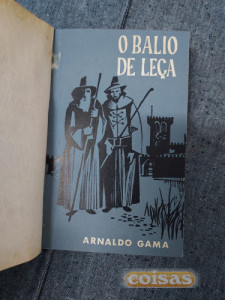 O BALIO
DE LEÇA
ARNALDO GAMA
coisas